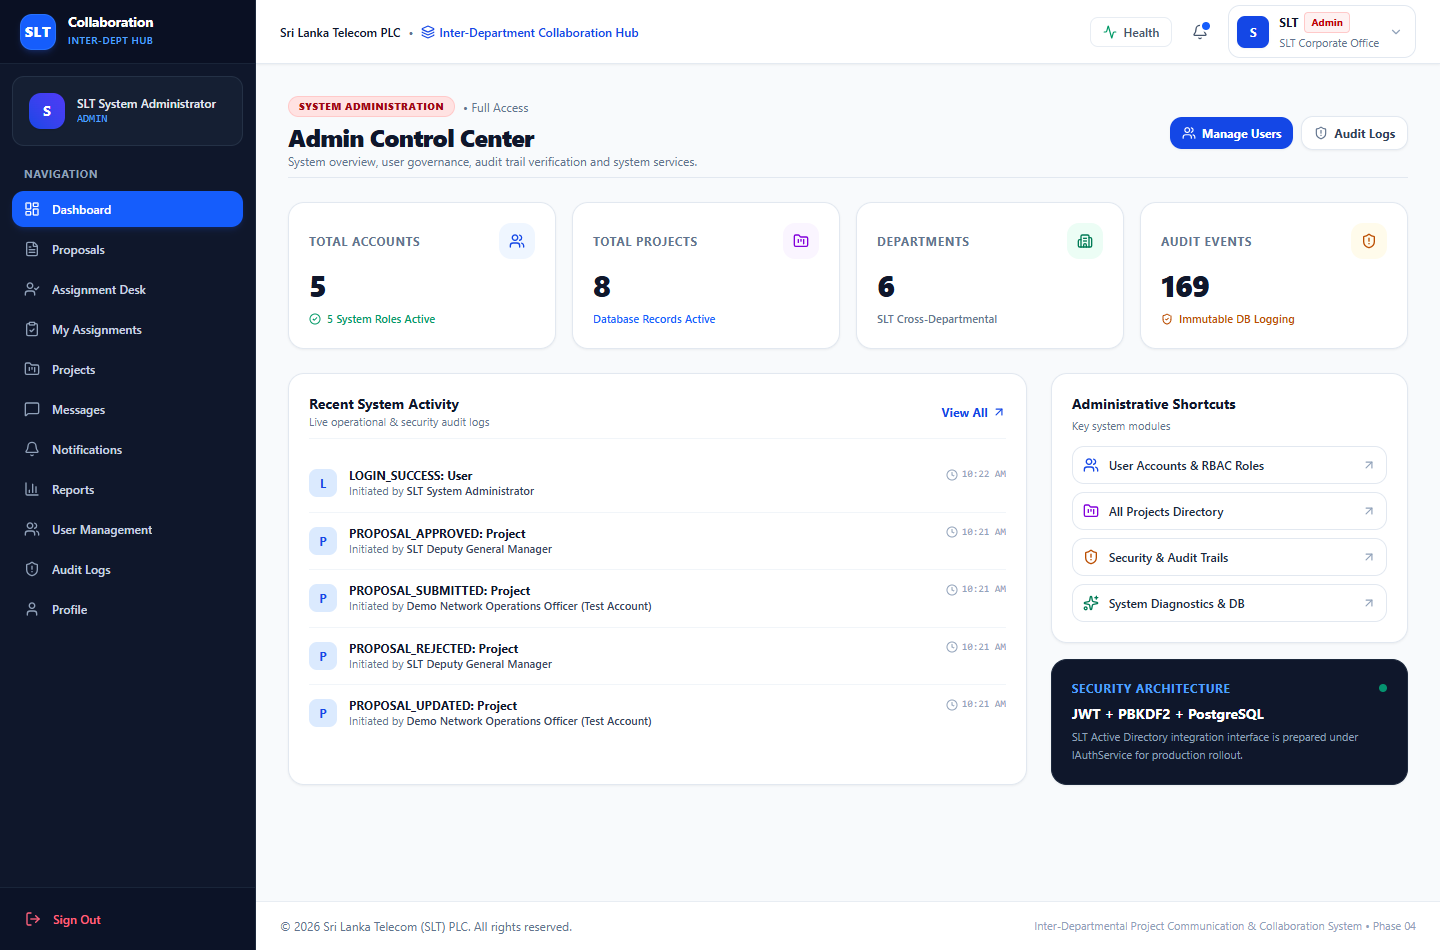 SLT
Collaboration
INTER-DEPT HUB
S
SLT System Administrator
ADMIN
NAVIGATION
Dashboard
Proposals
Assignment Desk
My Assignments
Projects
Messages
Notifications
Reports
User Management
Audit Logs
Profile
Sign Out
Sri Lanka Telecom PLC • Inter-Department Collaboration Hub
Health
S
SLT Admin
SLT Corporate Office
SYSTEM ADMINISTRATION • Full Access
Admin Control Center
System overview, user governance, audit trail verification and system services.
Manage Users
Audit Logs
TOTAL ACCOUNTS
5
5 System Roles Active
TOTAL PROJECTS
8
Database Records Active
DEPARTMENTS
6
SLT Cross-Departmental
AUDIT EVENTS
169
Immutable DB Logging
Recent System Activity
Live operational & security audit logs
View All
L
LOGIN_SUCCESS: User
Initiated by SLT System Administrator
10:22 AM
P
PROPOSAL_APPROVED: Project
Initiated by SLT Deputy General Manager
10:21 AM
P
PROPOSAL_SUBMITTED: Project
Initiated by Demo Network Operations Officer (Test Account)
10:21 AM
P
PROPOSAL_REJECTED: Project
Initiated by SLT Deputy General Manager
10:21 AM
P
PROPOSAL_UPDATED: Project
Initiated by Demo Network Operations Officer (Test Account)
10:21 AM
Administrative Shortcuts
Key system modules
User Accounts & RBAC Roles
All Projects Directory
Security & Audit Trails
System Diagnostics & DB
SECURITY ARCHITECTURE
JWT + PBKDF2 + PostgreSQL
SLT Active Directory integration interface is prepared under
IAuthService for production rollout.
© 2026 Sri Lanka Telecom (SLT) PLC. All rights reserved.
Inter-Departmental Project Communication & Collaboration System • Phase 04